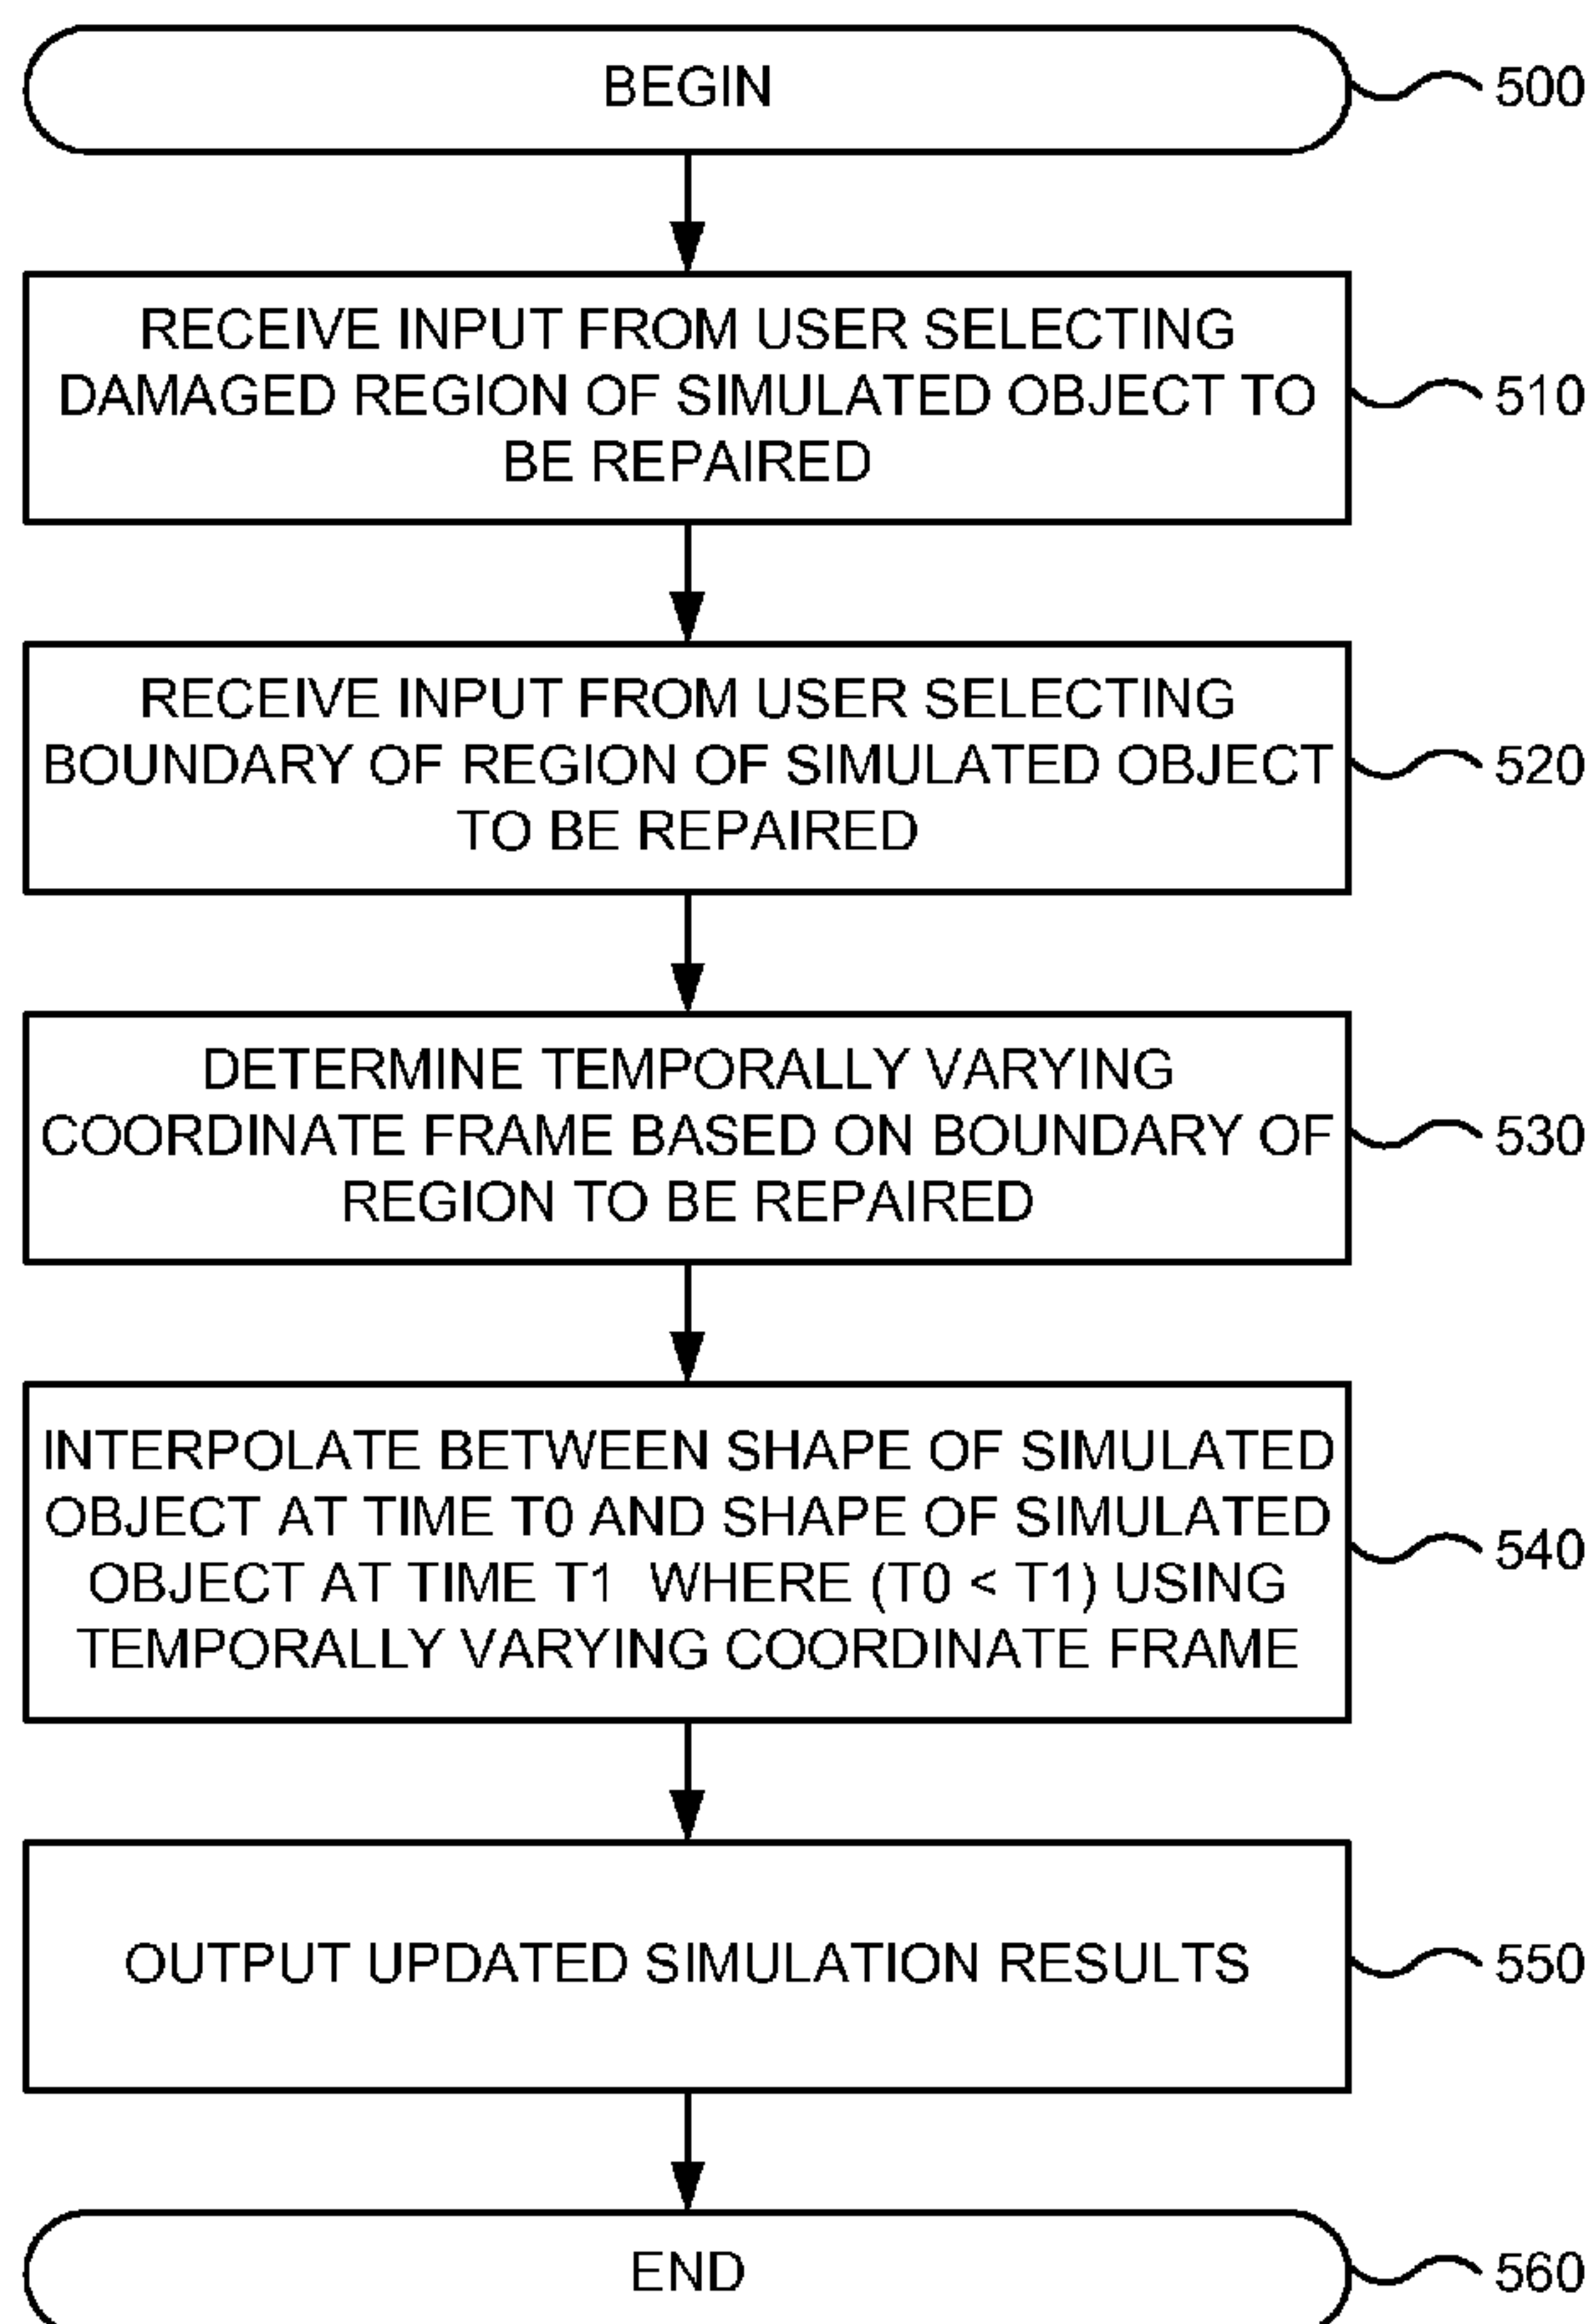 BEGIN
500
RECEIVE INPUT FROM USER SELECTING
DAMAGED REGION OF SIMULATED OBJECT TO
BE REPAIRED
510
RECEIVE INPUT FROM USER SELECTING
BOUNDARY OF REGION OF SIMULATED OBJECT
TO BE REPAIRED
520
DETERMINE TEMPORALLY VARYING
COORDINATE FRAME BASED ON BOUNDARY OF
REGION TO BE REPAIRED
530
INTERPOLATE BETWEEN SHAPE OF SIMULATED
OBJECT AT TIME T0 AND SHAPE OF SIMULATED
OBJECT AT TIME T1 WHERE (T0 < T1) USING
TEMPORALLY VARYING COORDINATE FRAME
540
OUTPUT UPDATED SIMULATION RESULTS
550
END
560